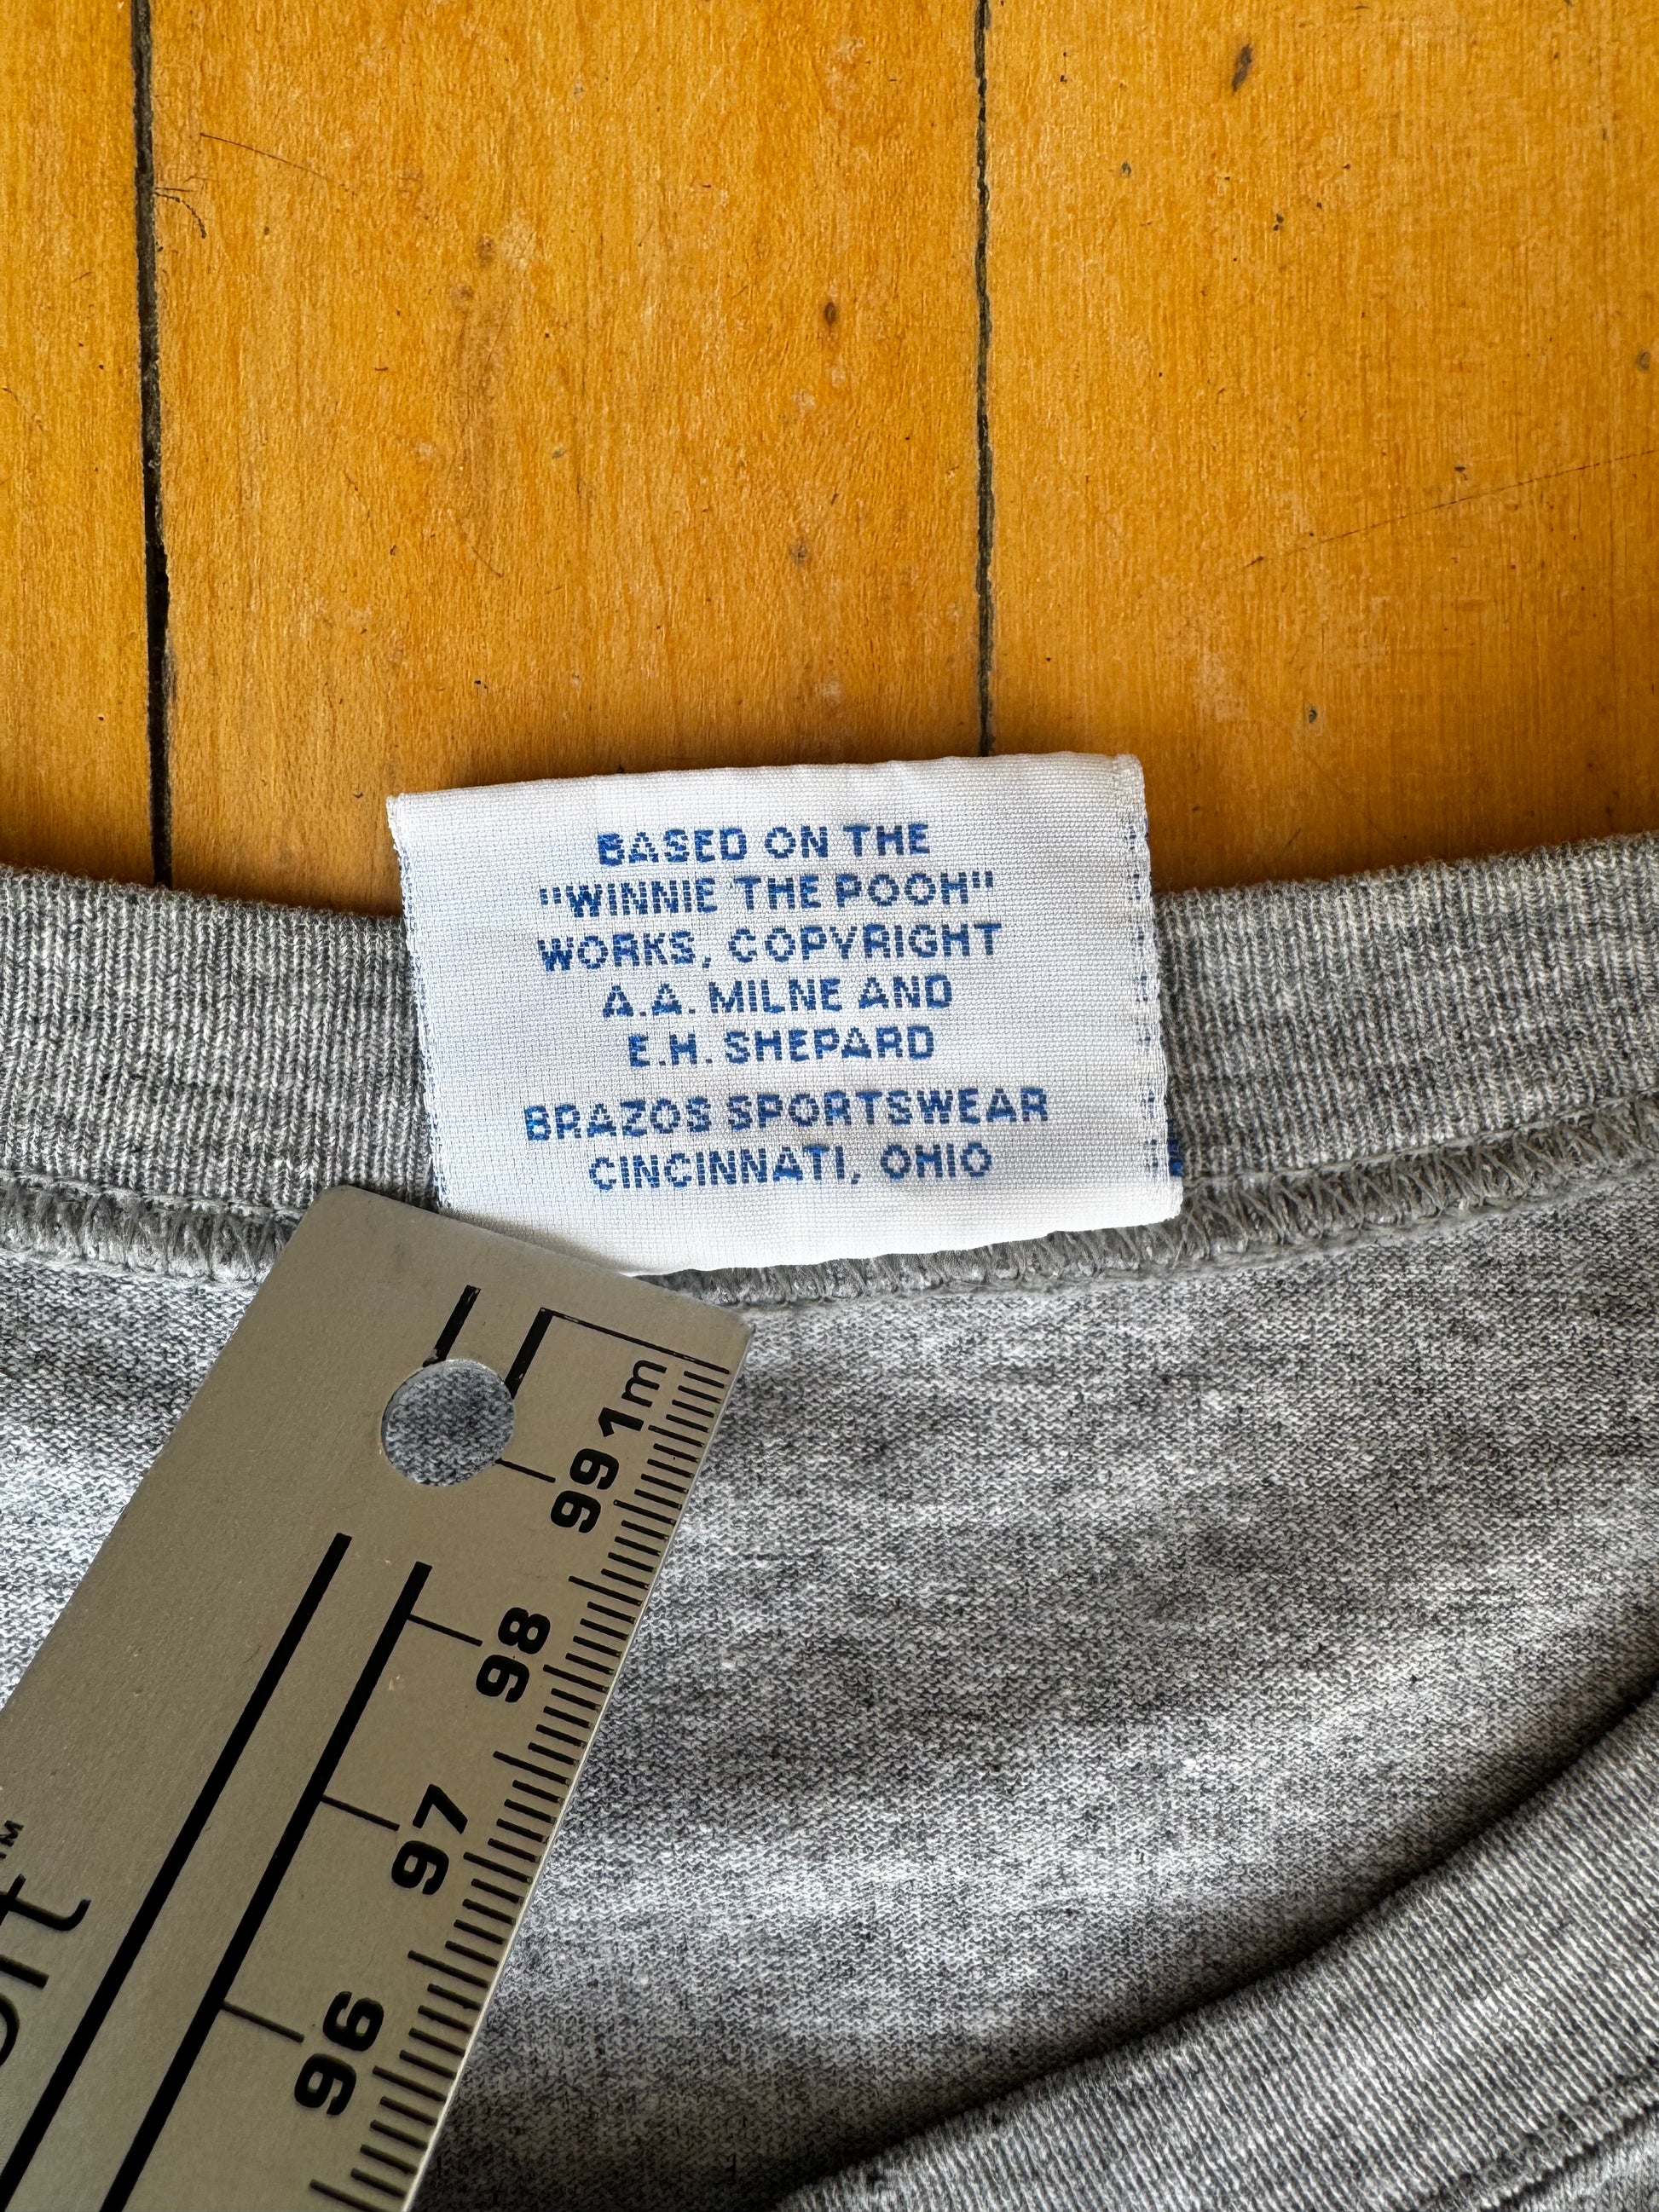 BASED ON THE
"WINNIE THE POOH"
WORKS, COPYRIGHT
A.A. MILNE AND
E.H. SHEPARD
BRAZOS SPORTSWEAR
CINCINNATI, OHIO
1m
99
98
97
96